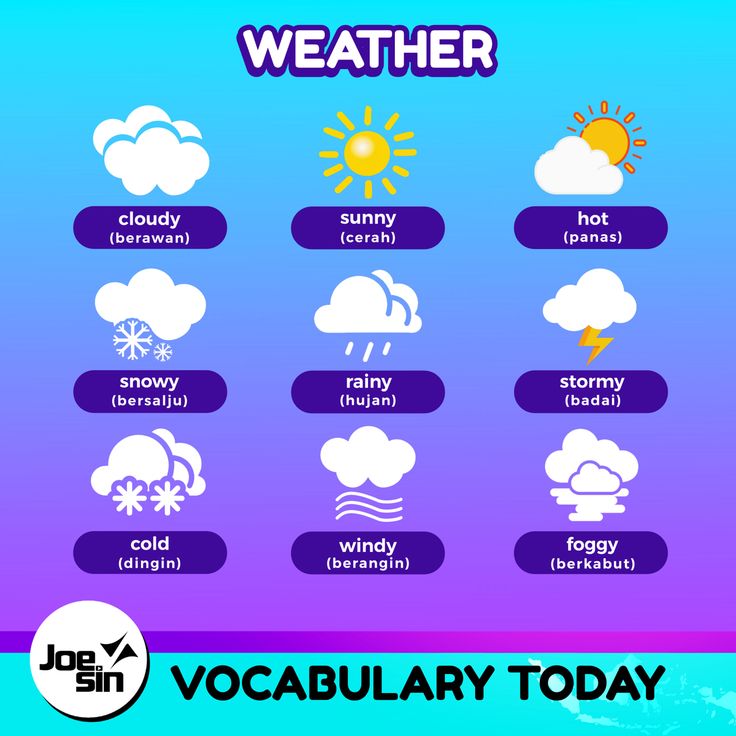 WEATHER
cloudy
(berawan)
sunny
(cerah)
hot
(panas)
snowy
(bersalju)
rainy
(hujan)
stormy
(badai)
cold
(dingin)
windy
(berangin)
foggy
(berkabut)
Joe
sin
VOCABULARY TODAY